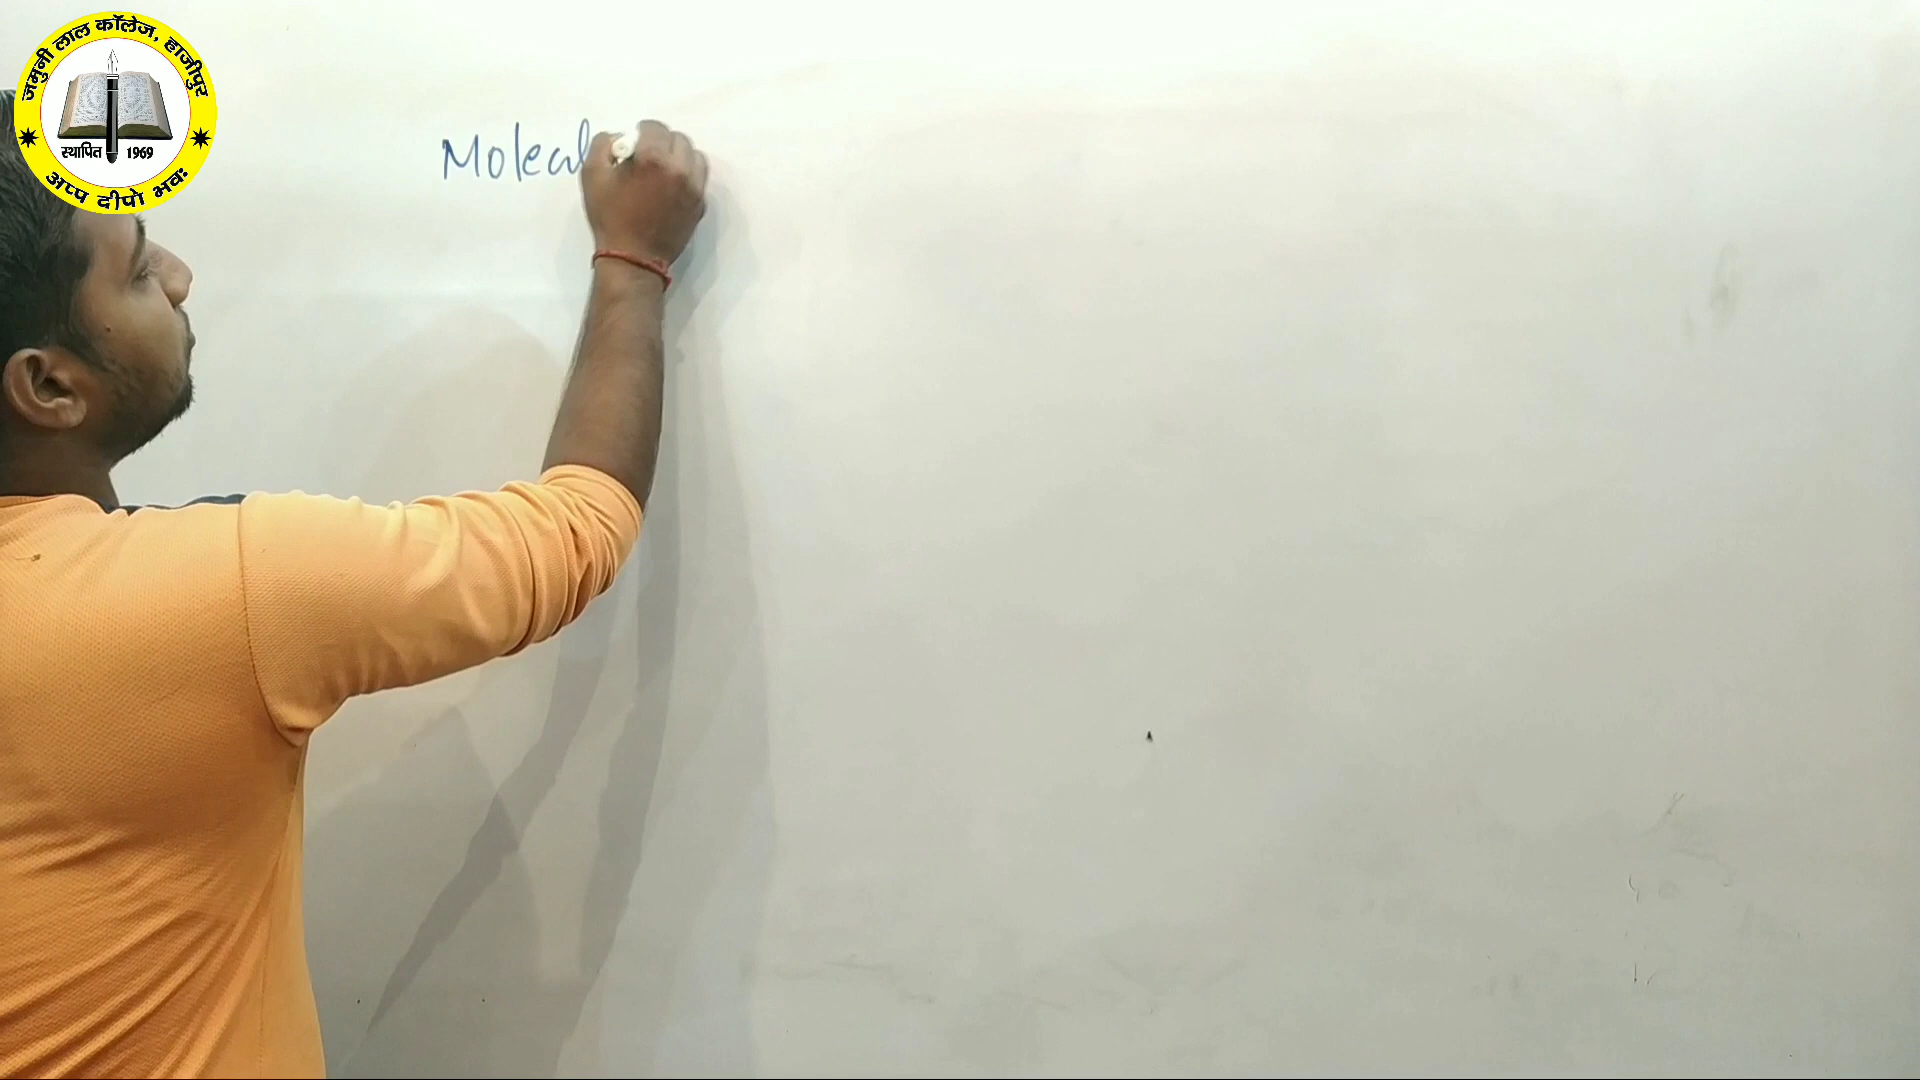 जमुनी लाल कॉलेज, हाजीपुर
स्थापित 1969
अप्प दीपो भवः
Molecul